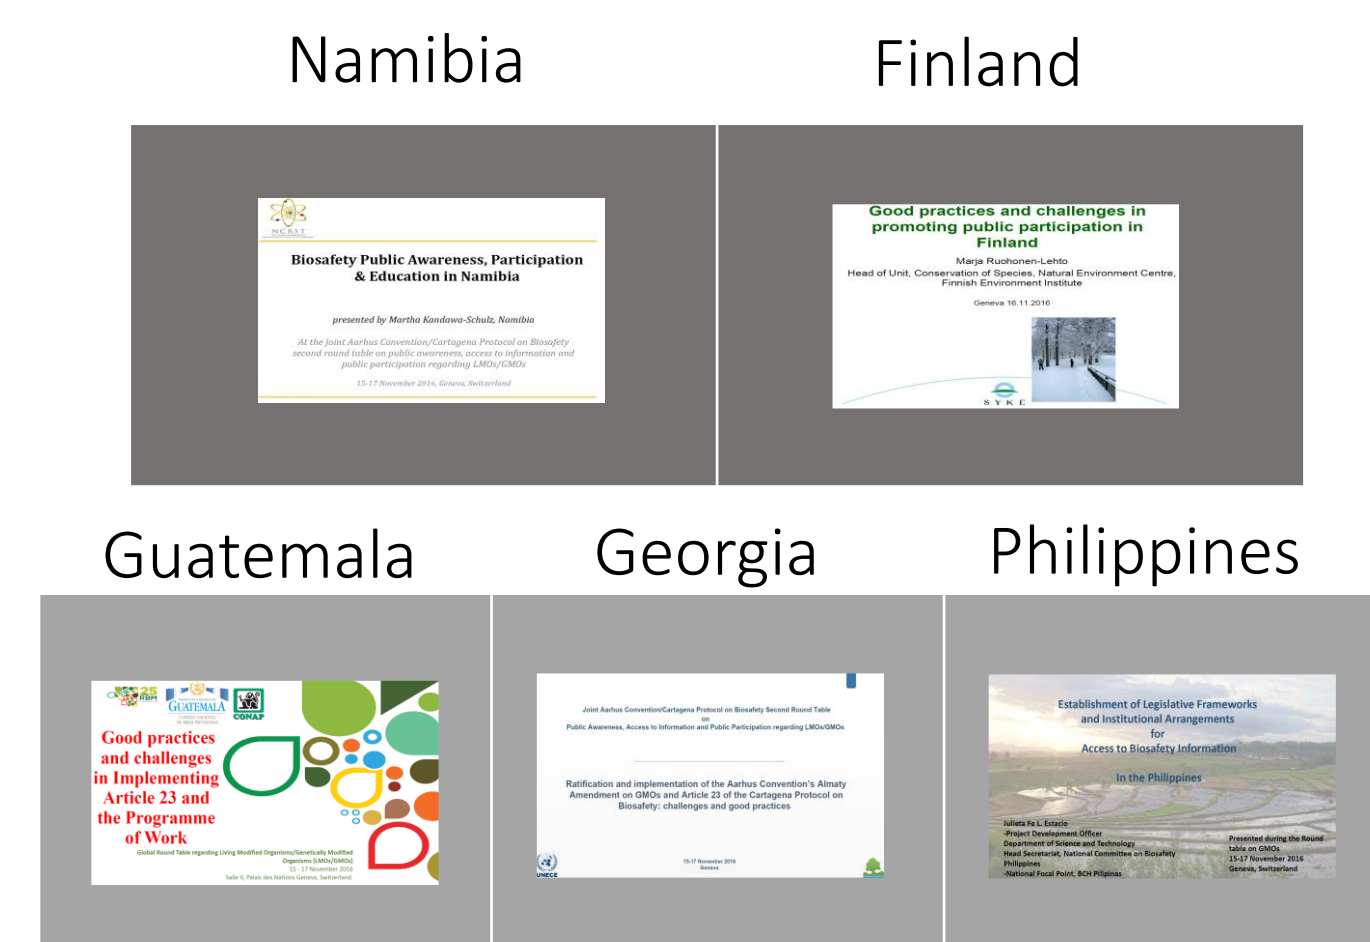 Namibia
Finland
NCRST
Biosafety Public Awareness, Participation
& Education in Namibia
presented by Martha Kandawa-Schulz, Namibia
At the Joint Aarhus Convention/Cartagena Protocol on Biosafety
second round table on public awareness, access to information and
public participation regarding LMOs/GMOs
15-17 November 2016, Geneva, Switzerland
Good practices and challenges in
promoting public participation in
Finland
Marja Ruohonen-Lehto
Head of Unit, Conservation of Species, Natural Environment Centre,
Finnish Environment Institute
Geneva 16.11.2016
SYKE
Guatemala
Georgia
Philippines
25
RBM
GUATEMALA
CONAP
Good practices
and challenges
in Implementing
Article 23 and
the Programme
of Work
Global Round Table regarding Living Modified Organisms/Genetically Modified
Organisms (LMOs/GMOs)
15 - 17 November 2016
Salle V, Palais des Nations Geneva, Switzerland.
Joint Aarhus Convention/Cartagena Protocol on Biosafety Second Round Table
on
Public Awareness, Access to Information and Public Participation regarding LMOs/GMOs
Ratification and implementation of the Aarhus Convention's Almaty
Amendment on GMOs and Article 23 of the Cartagena Protocol on
Biosafety: challenges and good practices
15-17 November 2016
Geneva
UNECE
Establishment of Legislative Frameworks
and Institutional Arrangements
for
Access to Biosafety Information
In the Philippines
Julieta Fe L. Estacio
-Project Development Officer
Department of Science and Technology
Head Secretariat, National Committee on Biosafety
Philippines
-National Focal Point, BCH Pilipinas
Presented during the Round
table on GMOs
15-17 November 2016
Geneva, Switzerland